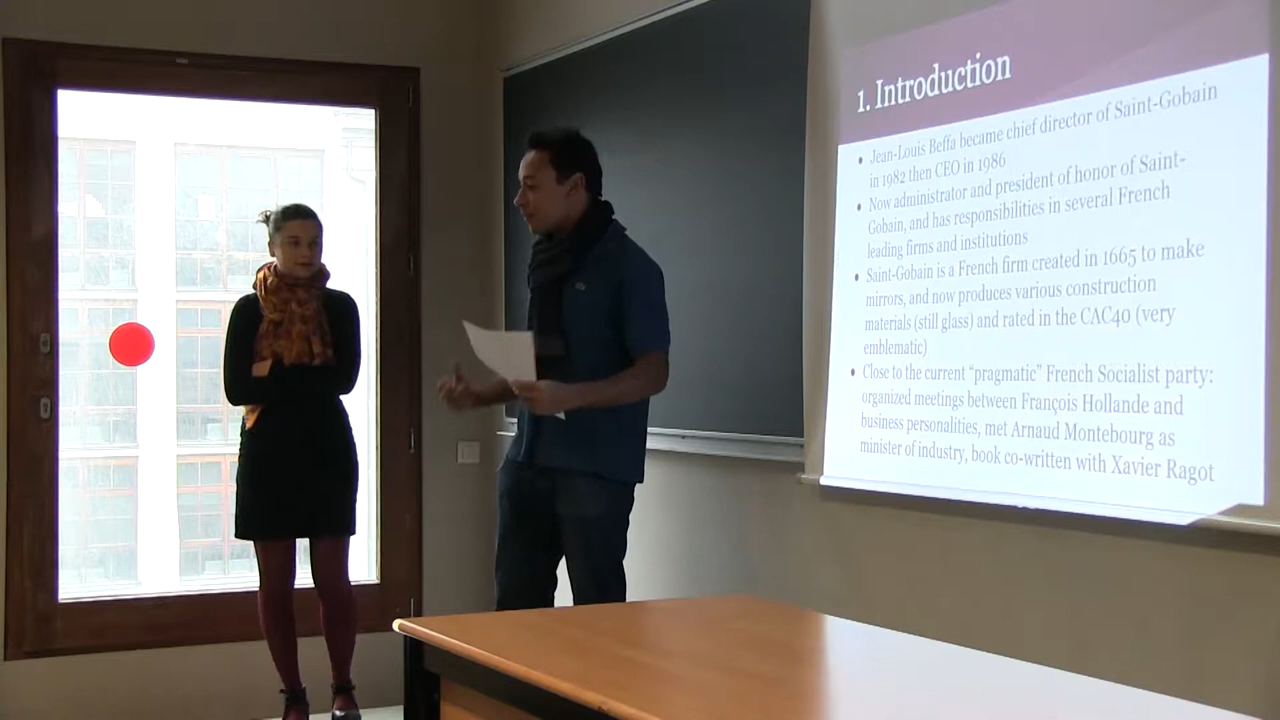 1. Introduction
• Jean-Louis Beffa became chief director of Saint-Gobain
in 1982 then CEO in 1986
• Now administrator and president of honor of Saint-
Gobain, and has responsibilities in several French
leading firms and institutions
• Saint-Gobain is a French firm created in 1665 to make
mirrors, and now produces various construction
materials (still glass) and rated in the CAC40 (very
emblematic)
• Close to the current “pragmatic” French Socialist party:
organized meetings between François Hollande and
business personalities, met Arnaud Montebourg as
minister of industry, book co-written with Xavier Ragot